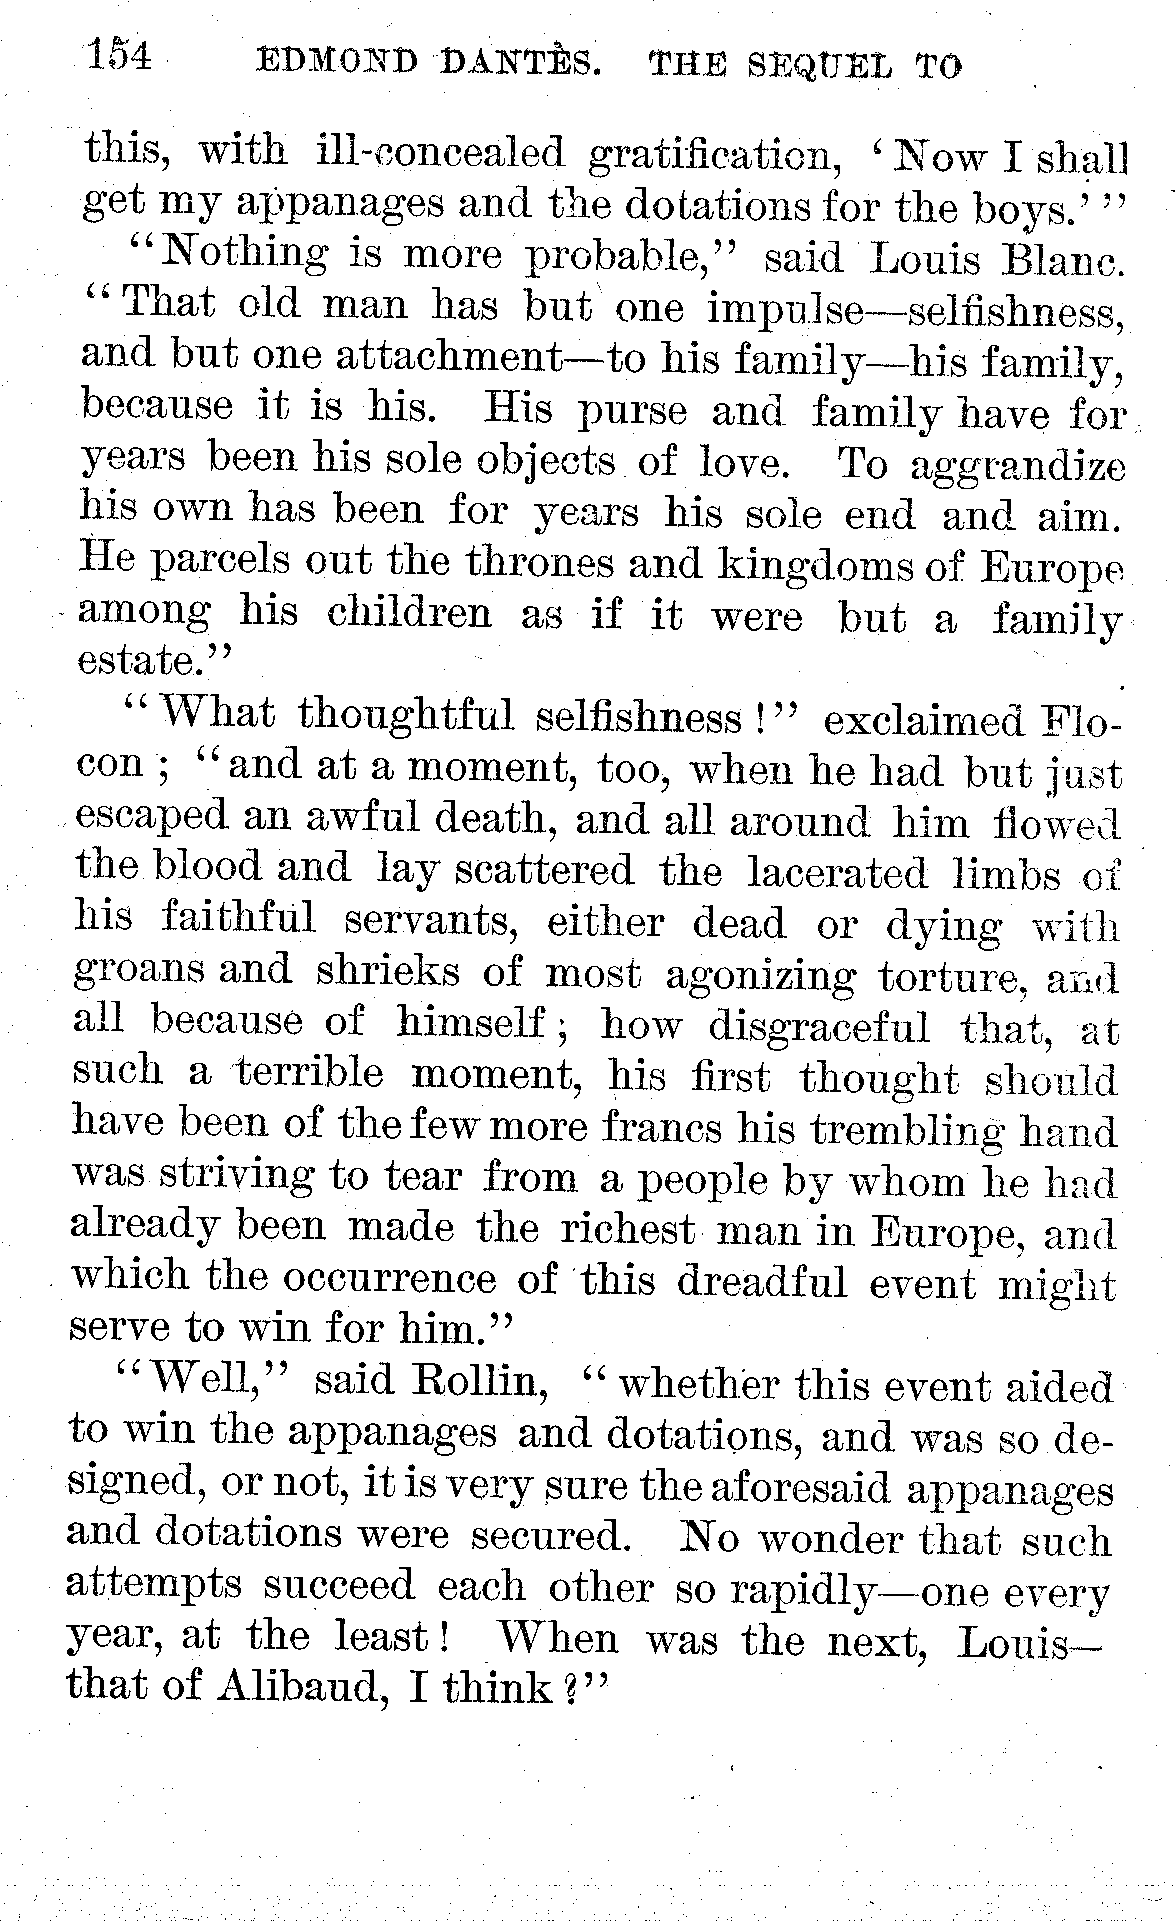 154 EDMOND DANTÈS. THE SEQUEL TO
this, with ill-concealed gratification, ‘Now I shall
get my appanages and the dotations for the boys.’”
“Nothing is more probable,” said Louis Blanc.
“That old man has but one impulse—selfishness,
and but one attachment—to his family—his family,
because it is his. His purse and family have for
years been his sole objects of love. To aggrandize
his own has been for years his sole end and aim.
He parcels out the thrones and kingdoms of Europe
among his children as if it were but a family
estate.”
“What thoughtful selfishness!” exclaimed Flo-
con; “and at a moment, too, when he had but just
escaped an awful death, and all around him flowed
the blood and lay scattered the lacerated limbs of
his faithful servants, either dead or dying with
groans and shrieks of most agonizing torture, and
all because of himself; how disgraceful that, at
such a terrible moment, his first thought should
have been of the few more francs his trembling hand
was striving to tear from a people by whom he had
already been made the richest man in Europe, and
which the occurrence of this dreadful event might
serve to win for him.”
“Well,” said Rollin, “whether this event aided
to win the appanages and dotations, and was so de-
signed, or not, it is very sure the aforesaid appanages
and dotations were secured. No wonder that such
attempts succeed each other so rapidly—one every
year, at the least! When was the next, Louis—
that of Alibaud, I think?”